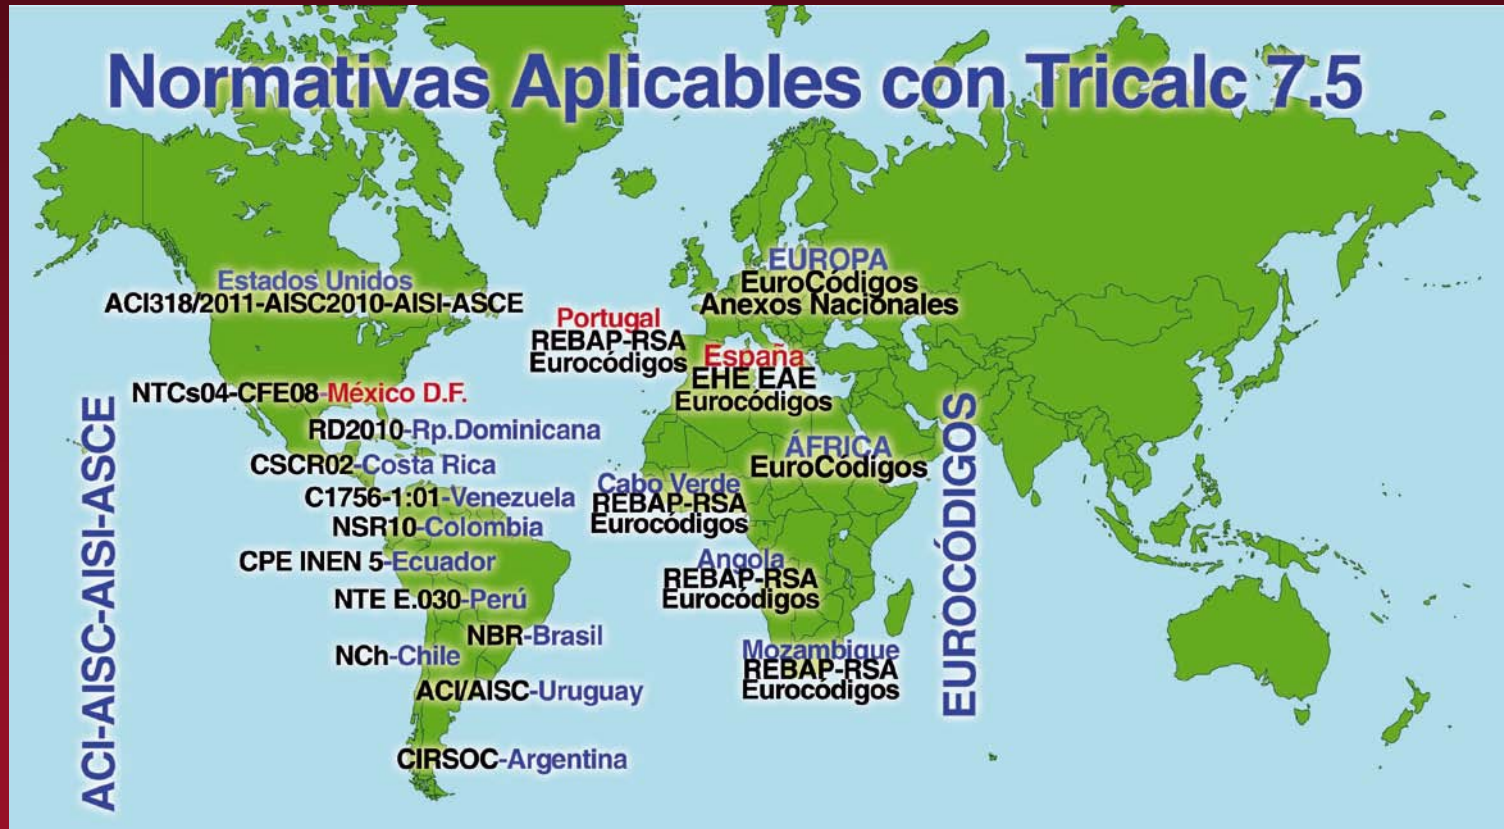 Normativas Aplicables con Tricalc 7.5
Estados Unidos
ACI318/2011-AISC2010-AISI-ASCE
EUROPA
EuroCódigos
Anexos Nacionales
Portugal
REBAP-RSA
Eurocódigos
España
EHE EAE
Eurocódigos
NTCs04-CFE08-México D.F.
RD2010-Rp.Dominicana
CSCR02-Costa Rica
C1756-1:01-Venezuela
NSR10-Colombia
CPE INEN 5-Ecuador
NTE E.030-Perú
NBR-Brasil
NCh-Chile
ACI/AISC-Uruguay
CIRSOC-Argentina
ÁFRICA
EuroCódigos
Cabo Verde
REBAP-RSA
Eurocódigos
Angola
REBAP-RSA
Eurocódigos
Mozambique
REBAP-RSA
Eurocódigos
ACI-AISC-AISI-ASCE
EUROCÓDIGOS